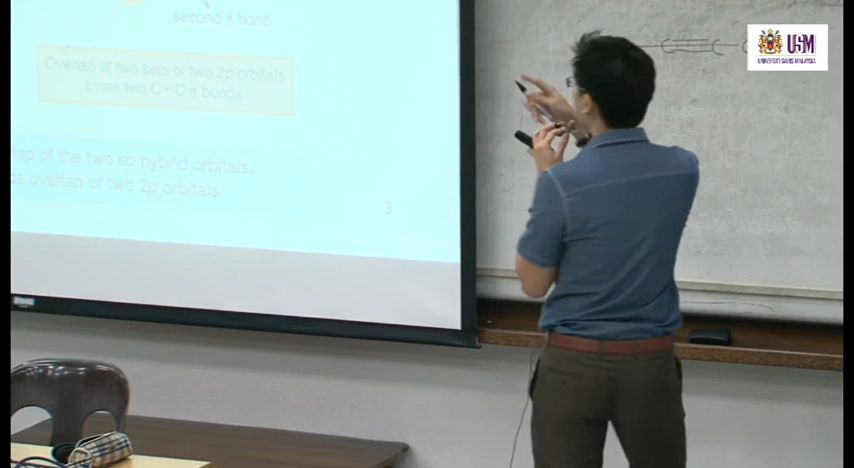 second π bond
Overlap of two sets of two 2p orbitals
forms two C–C π bonds.
lap of the two sp hybrid orbitals.
e overlap of two 2p orbitals.
3
USM
UNIVERSITI SAINS MALAYSIA